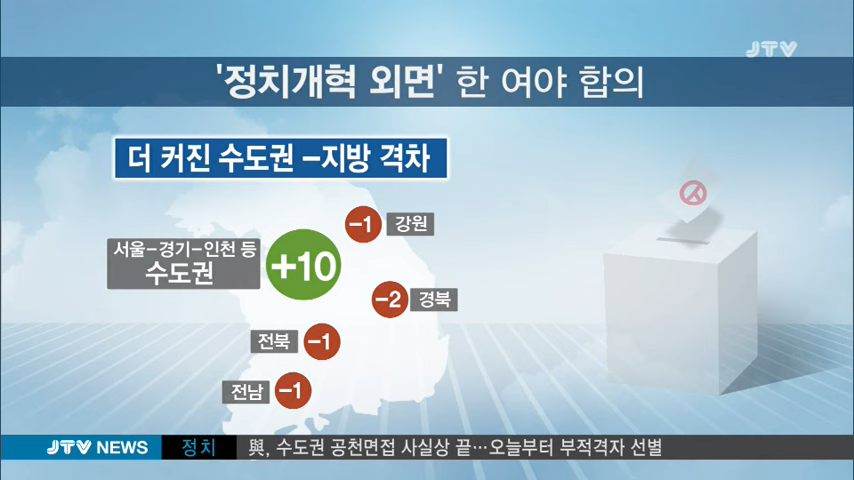 JTV
'정치개혁 외면' 한 여야 합의
더 커진 수도권 -지방 격차
-1 강원
서울-경기-인천 등
수도권
+10
-2 경북
전북 -1
전남 -1
JTV NEWS 정치 與, 수도권 공천면접 사실상 끝…오늘부터 부적격자 선별